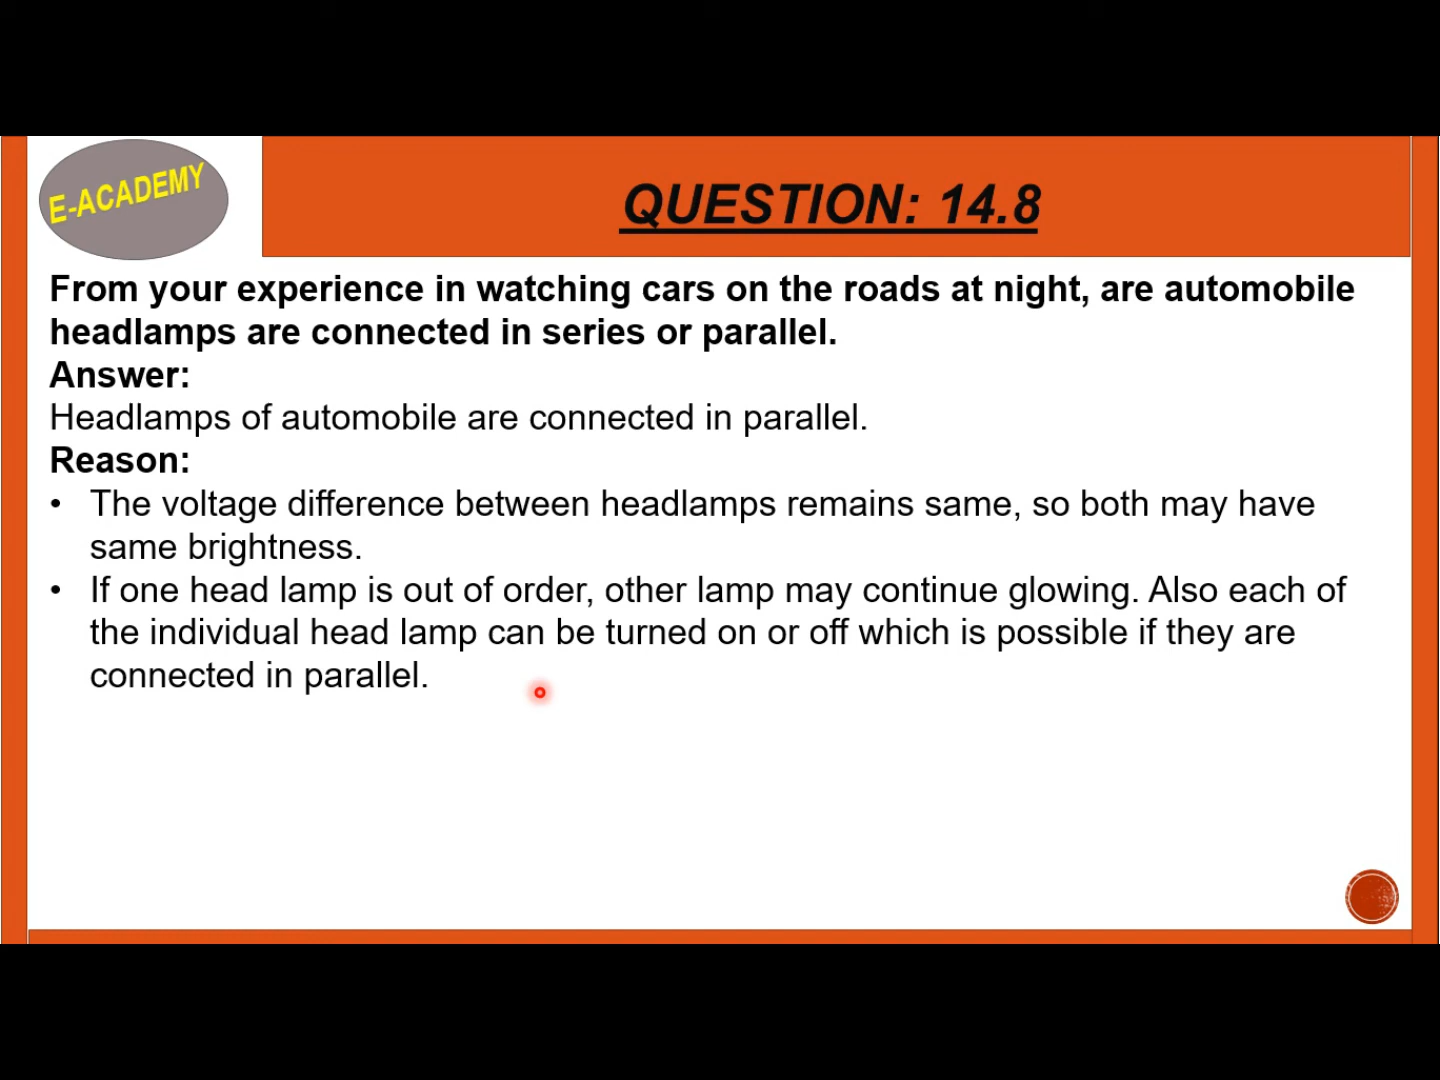 E-ACADEMY
QUESTION: 14.8
From your experience in watching cars on the roads at night, are automobile
headlamps are connected in series or parallel.
Answer:
Headlamps of automobile are connected in parallel.
Reason:
• The voltage difference between headlamps remains same, so both may have
same brightness.
• If one head lamp is out of order, other lamp may continue glowing. Also each of
the individual head lamp can be turned on or off which is possible if they are
connected in parallel.